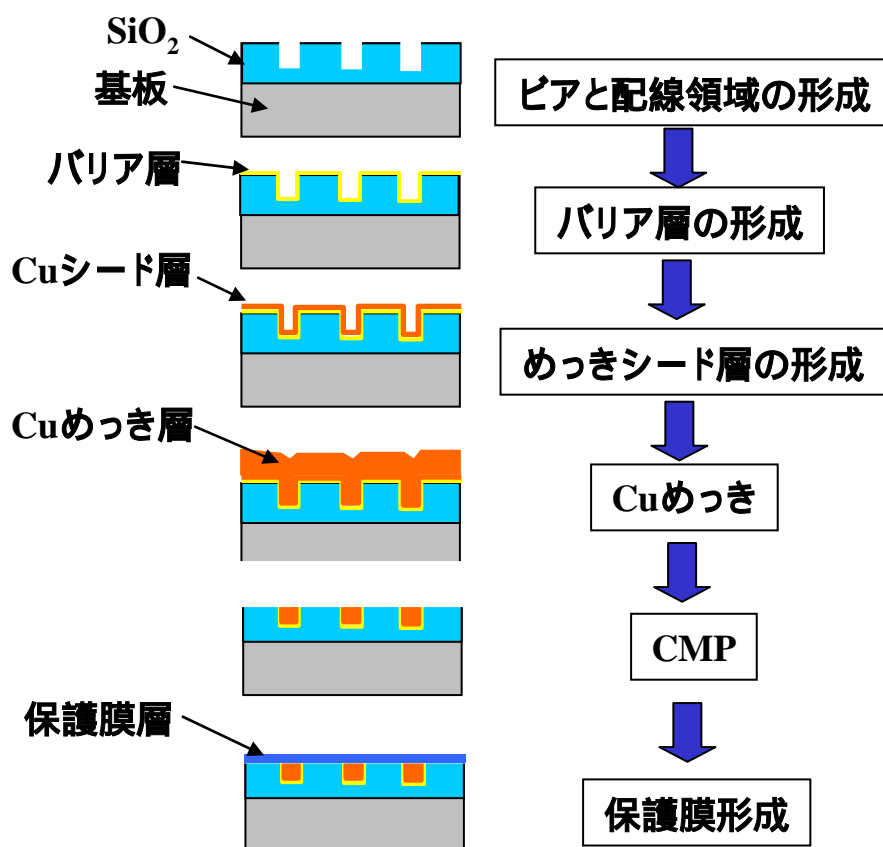 SiO₂
基板
バリア層
Cuシード層
Cuめっき層
保護膜層
ビアと配線領域の形成
バリア層の形成
めっきシード層の形成
Cuめっき
CMP
保護膜形成